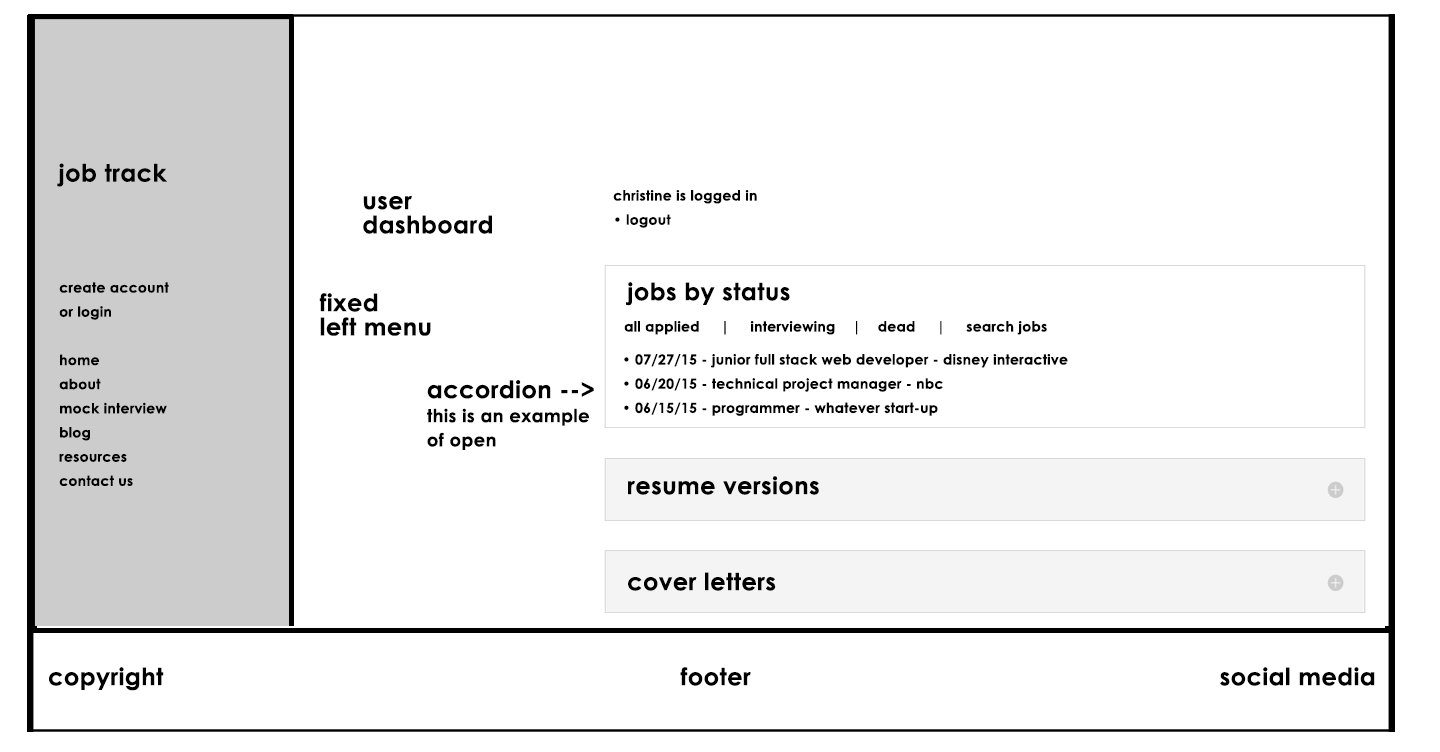 job track
create account
or login
home
about
mock interview
blog
resources
contact us
user
dashboard
fixed
left menu
accordion -->
this is an example
of open
christine is logged in
• logout
jobs by status
all applied | interviewing | dead | search jobs
• 07/27/15 - junior full stack web developer - disney interactive
• 06/20/15 - technical project manager - nbc
• 06/15/15 - programmer - whatever start-up
resume versions
cover letters
copyright
footer
social media